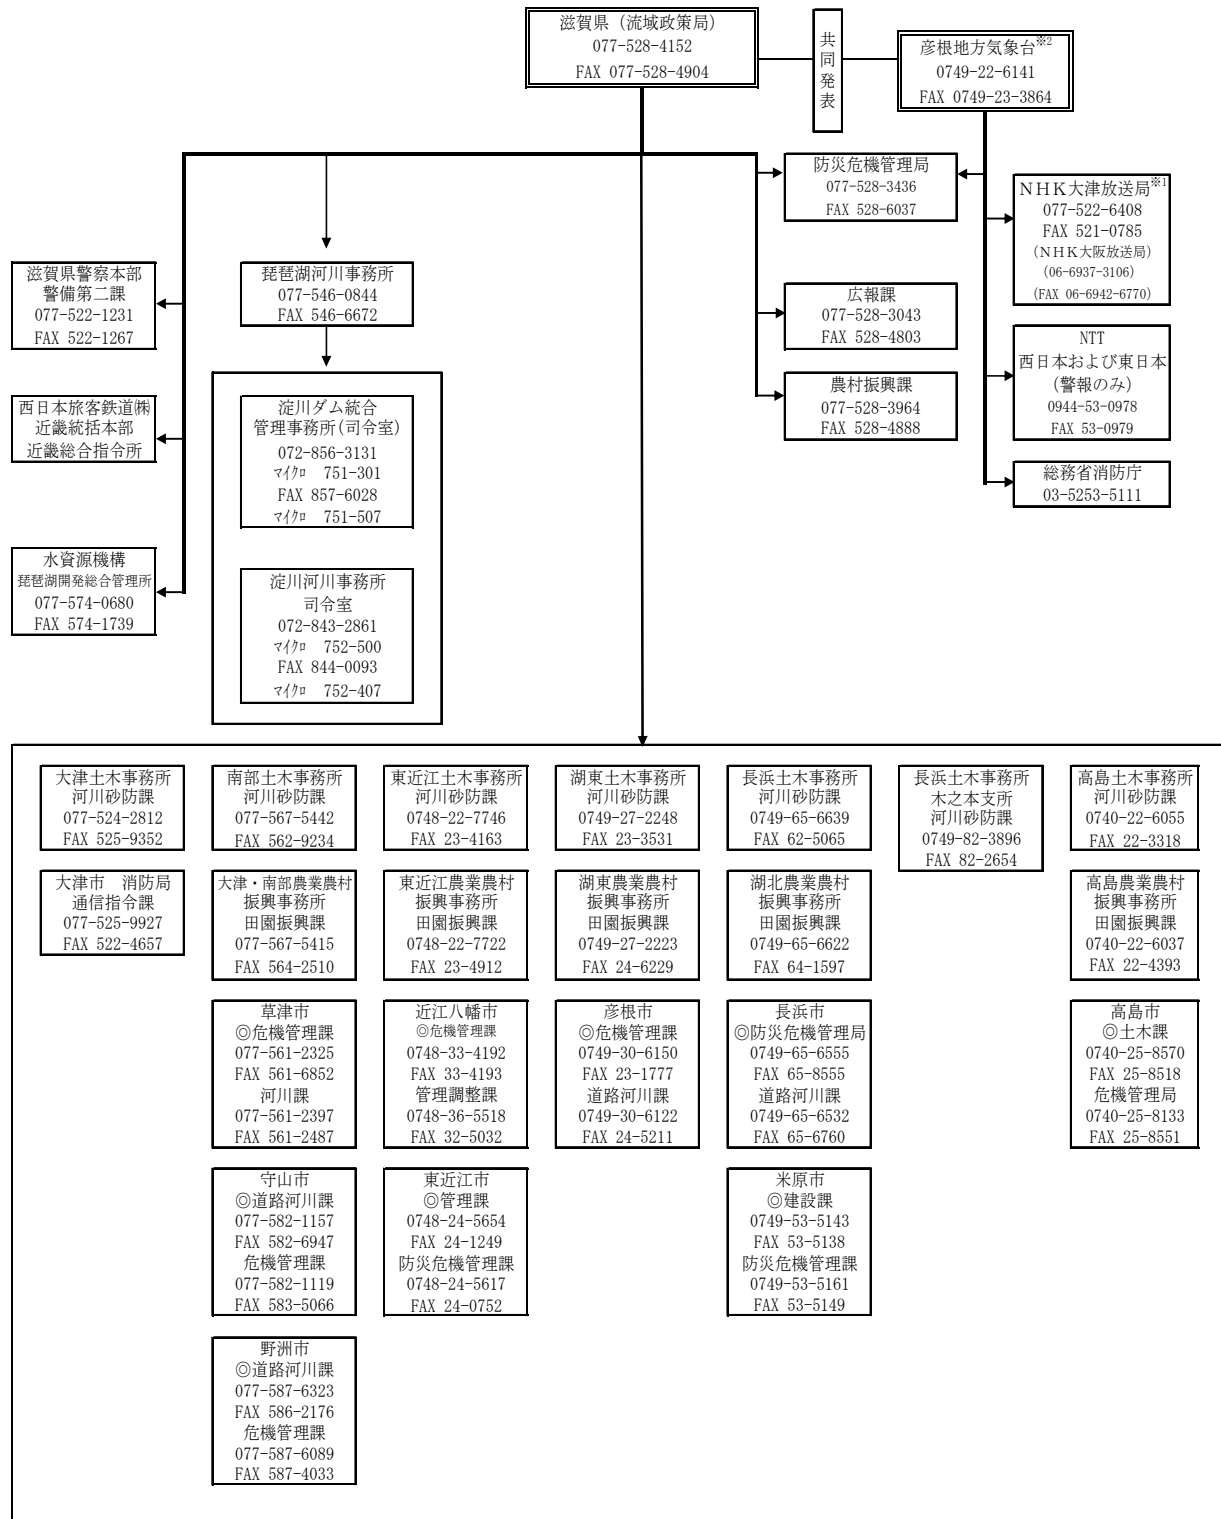 滋賀県（流域政策局）
077-528-4152
FAX 077-528-4904
共同発表
彦根地方気象台※2
0749-22-6141
FAX 0749-23-3864
防災危機管理局
077-528-3436
FAX 528-6037
NHK大津放送局※1
077-522-6408
FAX 521-0785
(NHK大阪放送局)
(06-6937-3106)
(FAX 06-6942-6770)
滋賀県警察本部
警備第二課
077-522-1231
FAX 522-1267
琵琶湖河川事務所
077-546-0844
FAX 546-6672
広報課
077-528-3043
FAX 528-4803
NTT
西日本および東日本
(警報のみ)
0944-53-0978
FAX 53-0979
西日本旅客鉄道㈱
近畿統括本部
近畿総合指令所
淀川ダム統合
管理事務所(司令室)
072-856-3131
ﾏｲｸﾛ 751-301
FAX 857-6028
ﾏｲｸﾛ 751-507
農村振興課
077-528-3964
FAX 528-4888
総務省消防庁
03-5253-5111
水資源機構
琵琶湖開発総合管理所
077-574-0680
FAX 574-1739
淀川河川事務所
司令室
072-843-2861
ﾏｲｸﾛ 752-500
FAX 844-0093
ﾏｲｸﾛ 752-407
大津土木事務所
河川砂防課
077-524-2812
FAX 525-9352
南部土木事務所
河川砂防課
077-567-5442
FAX 562-9234
東近江土木事務所
河川砂防課
0748-22-7746
FAX 23-4163
湖東土木事務所
河川砂防課
0749-27-2248
FAX 23-3531
長浜土木事務所
河川砂防課
0749-65-6639
FAX 62-5065
長浜土木事務所
木之本支所
河川砂防課
0749-82-3896
FAX 82-2654
高島土木事務所
河川砂防課
0740-22-6055
FAX 22-3318
大津市 消防局
通信指令課
077-525-9927
FAX 522-4657
大津・南部農業農村
振興事務所
田園振興課
077-567-5415
FAX 564-2510
東近江農業農村
振興事務所
田園振興課
0748-22-7722
FAX 23-4912
湖東農業農村
振興事務所
田園振興課
0749-27-2223
FAX 24-6229
湖北農業農村
振興事務所
田園振興課
0749-65-6622
FAX 64-1597
高島農業農村
振興事務所
田園振興課
0740-22-6037
FAX 22-4393
草津市
◎危機管理課
077-561-2325
FAX 561-6852
河川課
077-561-2397
FAX 561-2487
近江八幡市
◎危機管理課
0748-33-4192
FAX 33-4193
管理調整課
0748-36-5518
FAX 32-5032
彦根市
◎危機管理課
0749-30-6150
FAX 23-1777
道路河川課
0749-30-6122
FAX 24-5211
長浜市
◎防災危機管理局
0749-65-6555
FAX 65-8555
道路河川課
0749-65-6532
FAX 65-6760
高島市
◎土木課
0740-25-8570
FAX 25-8518
危機管理局
0740-25-8133
FAX 25-8551
守山市
◎道路河川課
077-582-1157
FAX 582-6947
危機管理課
077-582-1119
FAX 583-5066
東近江市
◎管理課
0748-24-5654
FAX 24-1249
防災危機管理課
0748-24-5617
FAX 24-0752
米原市
◎建設課
0749-53-5143
FAX 53-5138
防災危機管理課
0749-53-5161
FAX 53-5149
野洲市
◎道路河川課
077-587-6323
FAX 586-2176
危機管理課
077-587-6089
FAX 587-4033